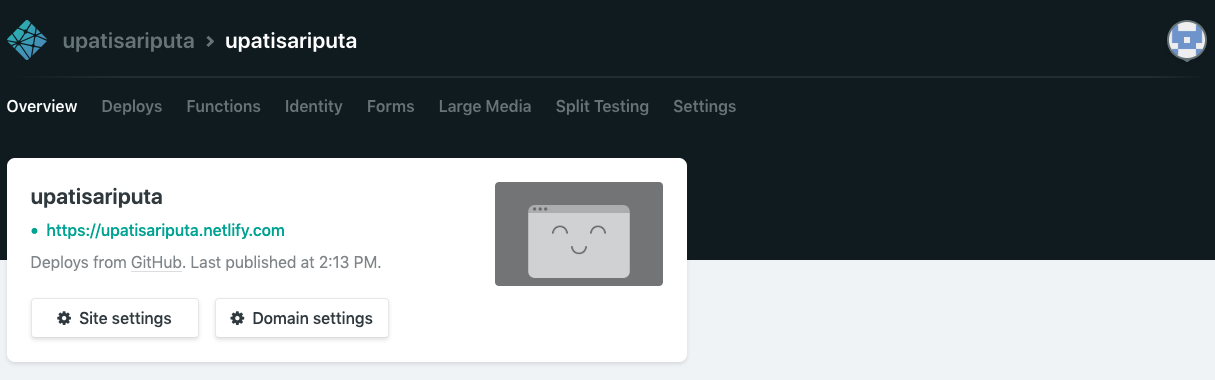 upatisariputa > upatisariputa
Overview Deploys Functions Identity Forms Large Media Split Testing Settings
upatisariputa
• https://upatisariputa.netlify.com
Deploys from GitHub. Last published at 2:13 PM.
Site settings Domain settings